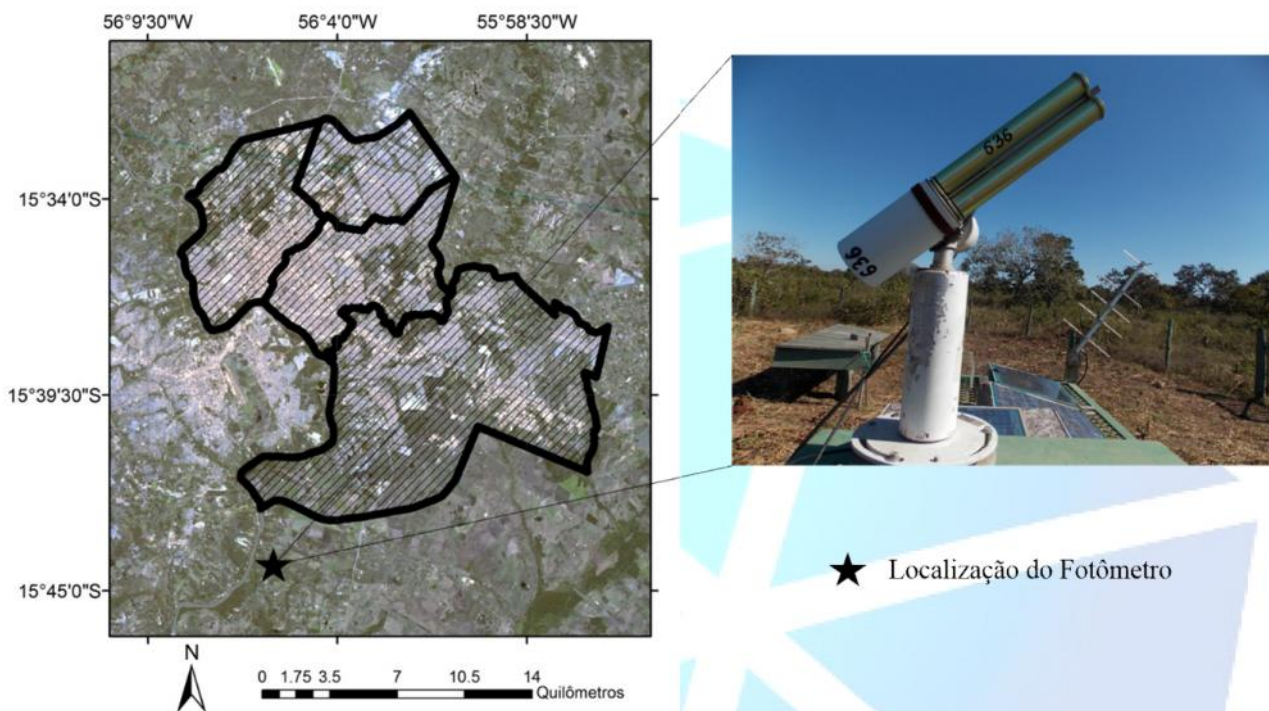 56°9'30"W 56°4'0"W 55°58'30"W
15°34'0"S
15°39'30"S
15°45'0"S
636
636
Localização do Fotômetro
N
0 1.75 3.5 7 10.5 14
Quilômetros